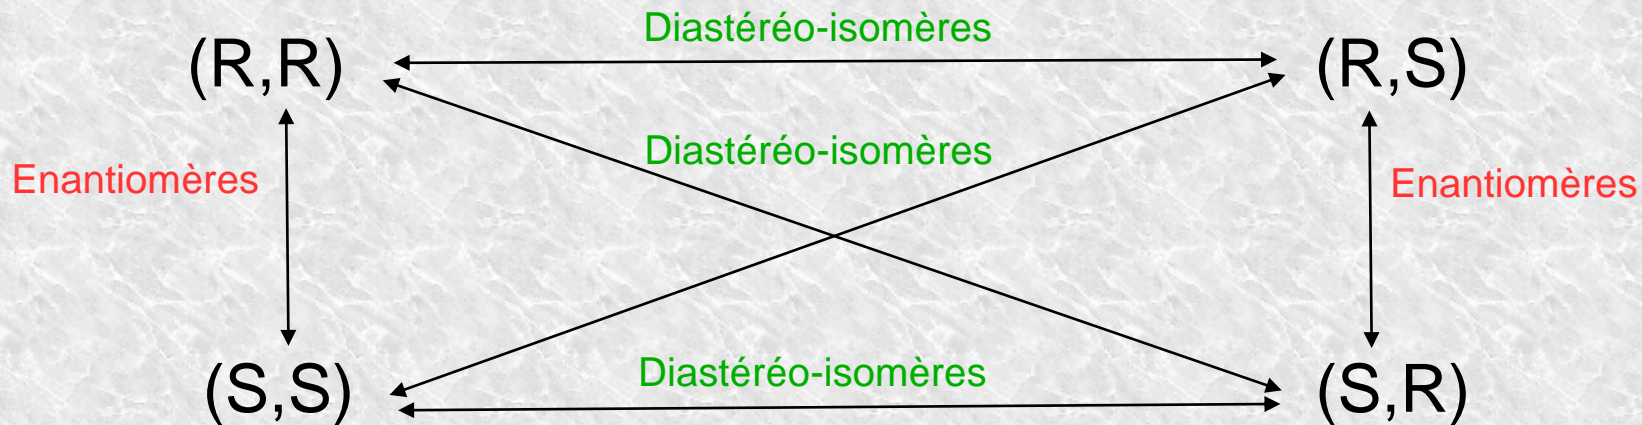 Diastéréo-isomères
(R,R)
(R,S)
Diastéréo-isomères
Enantiomères
Enantiomères
Diastéréo-isomères
(S,S)
(S,R)